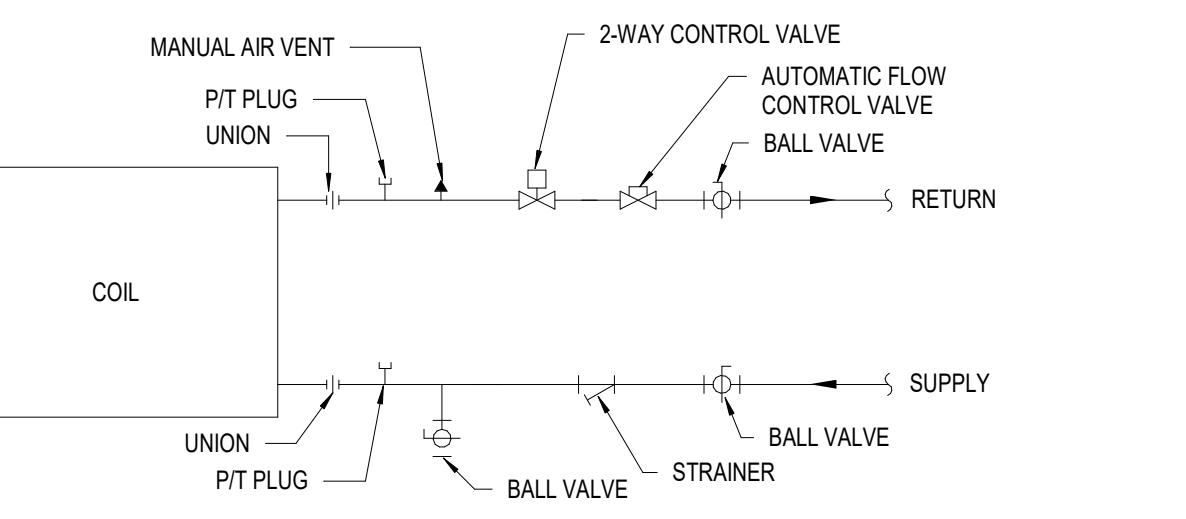 MANUAL AIR VENT
2-WAY CONTROL VALVE
P/T PLUG
AUTOMATIC FLOW
CONTROL VALVE
UNION
BALL VALVE
RETURN
COIL
SUPPLY
UNION
BALL VALVE
P/T PLUG
STRAINER
BALL VALVE